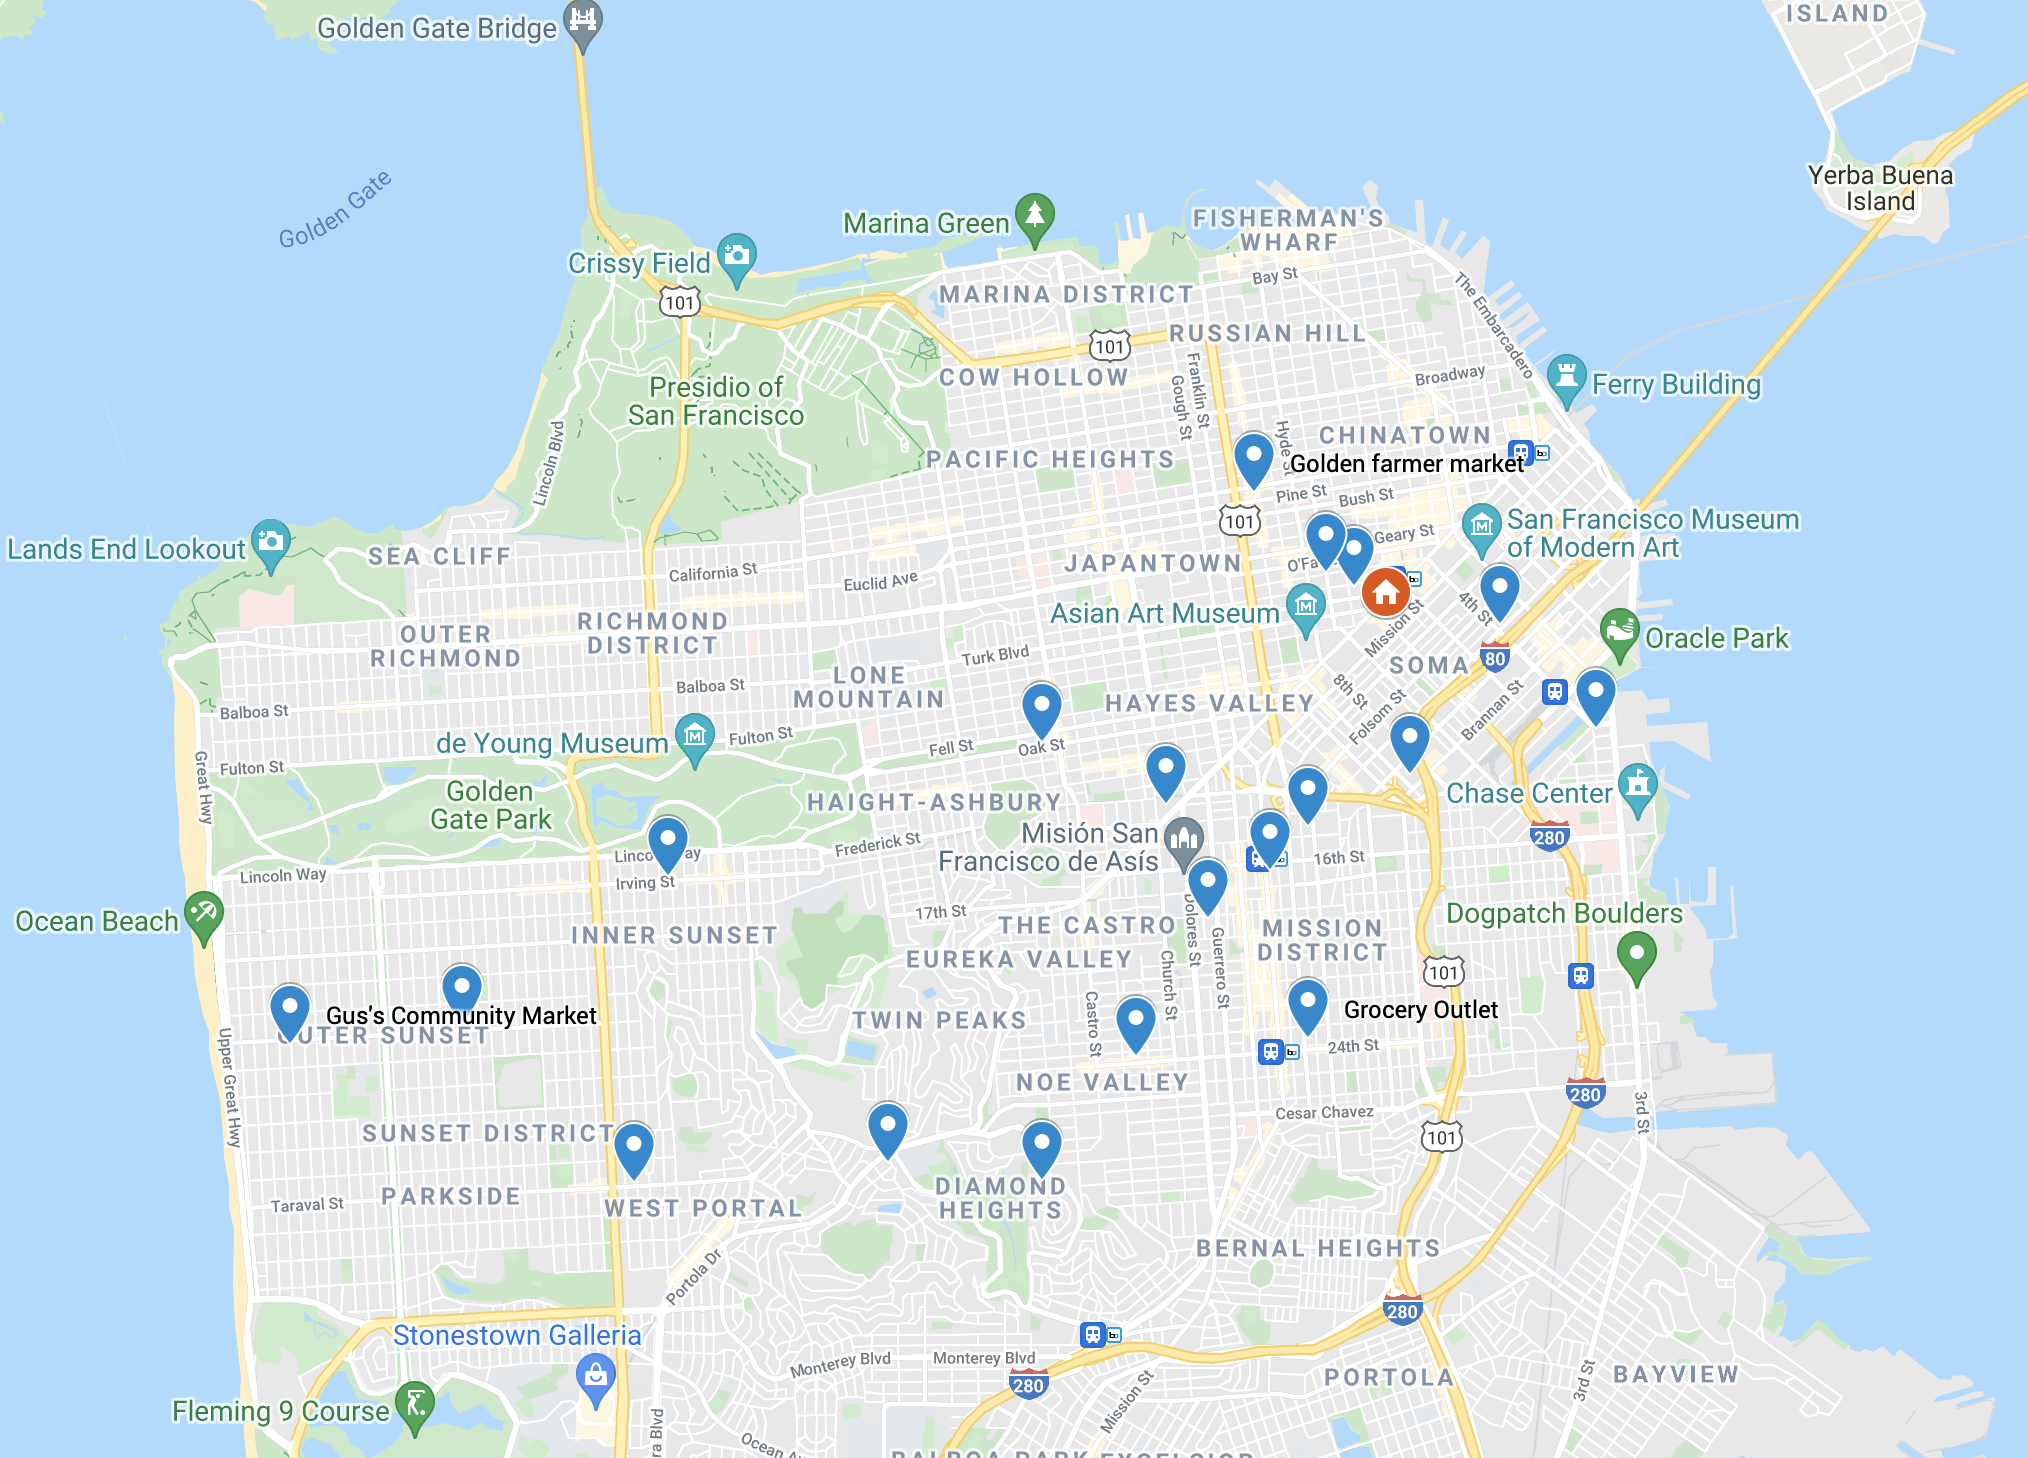 ISLAND
Golden Gate Bridge
Yerba Buena
Island
Golden Gate
Marina Green
FISHERMAN'S
WHARF
Crissy Field
Bay St
The Embarcadero
101
MARINA DISTRICT
RUSSIAN HILL
101
COW HOLLOW
Franklin St
Gough St
Broadway
Presidio of
San Francisco
Ferry Building
Lincoln Blvd
Hyde St
CHINATOWN
PACIFIC HEIGHTS
Golden farmer market
Pine St
Bush St
101
San Francisco Museum
of Modern Art
Geary St
Lands End Lookout
SEA CLIFF
California St
Euclid Ave
JAPANTOWN
Asian Art Museum
4th St
Mission St
OUTER
RICHMOND
RICHMOND
DISTRICT
Turk Blvd
SOMA
80
Oracle Park
LONE
MOUNTAIN
Balboa St
Balboa St
HAYES VALLEY
8th St
Folsom St
Brannan St
de Young Museum
Fulton St
Fell St
Oak St
Great Hwy
Fulton St
Golden
Gate Park
HAIGHT-ASHBURY
Chase Center
Misión San
Francisco de Asís
Frederick St
280
Lincoln Way
Irving St
16th St
Lincoln Way
Ocean Beach
17th St
THE CASTRO
Dolores St
Guerrero St
MISSION
DISTRICT
Dogpatch Boulders
INNER SUNSET
EUREKA VALLEY
Church St
101
Gus's Community Market
OUTER SUNSET
TWIN PEAKS
Castro St
Grocery Outlet
24th St
Upper Great Hwy
NOE VALLEY
280
Cesar Chavez
3rd St
SUNSET DISTRICT
101
Taraval St
PARKSIDE
WEST PORTAL
DIAMOND
HEIGHTS
BERNAL HEIGHTS
Portola Dr
280
Stonestown Galleria
Monterey Blvd
Monterey Blvd
280
Mission St
PORTOLA
3rd St
BAYVIEW
Fleming 9 Course